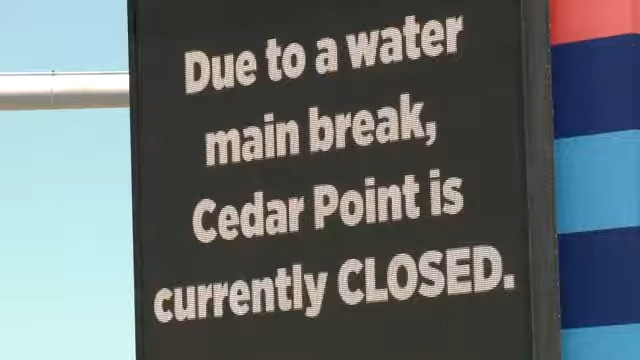 Due to a water
main break,
Cedar Point is
currently CLOSED.